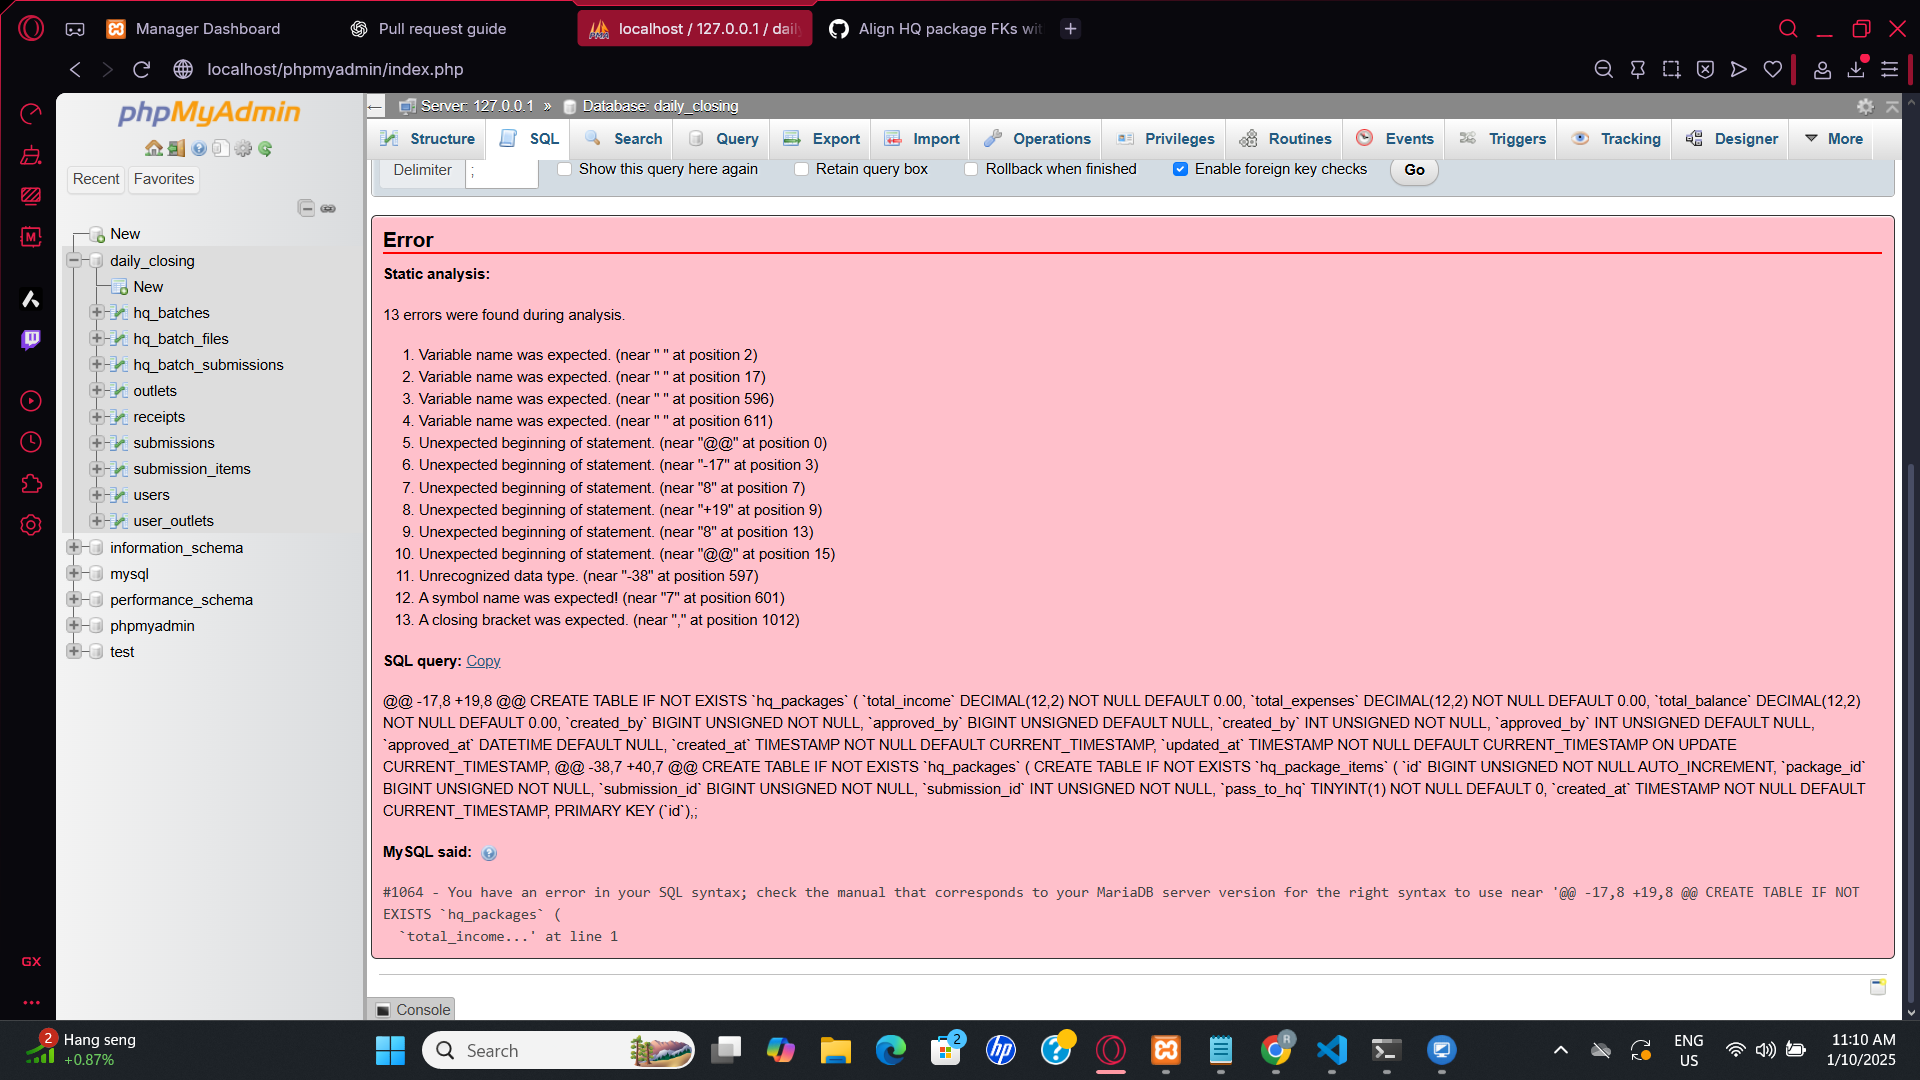 Manager Dashboard
Pull request guide
localhost / 127.0.0.1 / daily
Align HQ package FKs wit
localhost/phpmyadmin/index.php
phpMyAdmin
Recent
Favorites
New
daily_closing
New
hq_batches
hq_batch_files
hq_batch_submissions
outlets
receipts
submissions
submission_items
users
user_outlets
information_schema
mysql
performance_schema
phpmyadmin
test
Server: 127.0.0.1 » Database: daily_closing
Structure
SQL
Search
Query
Export
Import
Operations
Privileges
Routines
Events
Triggers
Tracking
Designer
More
Delimiter
;
Show this query here again
Retain query box
Rollback when finished
Enable foreign key checks
Go
Error
Static analysis:
13 errors were found during analysis.
1. Variable name was expected. (near " " at position 2)
2. Variable name was expected. (near " " at position 17)
3. Variable name was expected. (near " " at position 596)
4. Variable name was expected. (near " " at position 611)
5. Unexpected beginning of statement. (near "@@" at position 0)
6. Unexpected beginning of statement. (near "-17" at position 3)
7. Unexpected beginning of statement. (near "8" at position 7)
8. Unexpected beginning of statement. (near "+19" at position 9)
9. Unexpected beginning of statement. (near "8" at position 13)
10. Unexpected beginning of statement. (near "@@" at position 15)
11. Unrecognized data type. (near "-38" at position 597)
12. A symbol name was expected! (near "7" at position 601)
13. A closing bracket was expected. (near "," at position 1012)
SQL query: Copy
@@ -17,8 +19,8 @@ CREATE TABLE IF NOT EXISTS `hq_packages` ( `total_income` DECIMAL(12,2) NOT NULL DEFAULT 0.00, `total_expenses` DECIMAL(12,2) NOT NULL DEFAULT 0.00, `total_balance` DECIMAL(12,2)
NOT NULL DEFAULT 0.00, `created_by` BIGINT UNSIGNED NOT NULL, `approved_by` BIGINT UNSIGNED DEFAULT NULL, `created_by` INT UNSIGNED NOT NULL, `approved_by` INT UNSIGNED DEFAULT NULL,
`approved_at` DATETIME DEFAULT NULL, `created_at` TIMESTAMP NOT NULL DEFAULT CURRENT_TIMESTAMP, `updated_at` TIMESTAMP NOT NULL DEFAULT CURRENT_TIMESTAMP ON UPDATE
CURRENT_TIMESTAMP, @@ -38,7 +40,7 @@ CREATE TABLE IF NOT EXISTS `hq_packages` ( CREATE TABLE IF NOT EXISTS `hq_package_items` ( `id` BIGINT UNSIGNED NOT NULL AUTO_INCREMENT, `package_id`
BIGINT UNSIGNED NOT NULL, `submission_id` BIGINT UNSIGNED NOT NULL, `submission_id` INT UNSIGNED NOT NULL, `pass_to_hq` TINYINT(1) NOT NULL DEFAULT 0, `created_at` TIMESTAMP NOT NULL DEFAULT
CURRENT_TIMESTAMP, PRIMARY KEY (`id`),;
MySQL said:
#1064 - You have an error in your SQL syntax; check the manual that corresponds to your MariaDB server version for the right syntax to use near '@@ -17,8 +19,8 @@ CREATE TABLE IF NOT
EXISTS `hq_packages` (
`total_income...' at line 1
Console
GX
2
Hang seng
+0.87%
Search
2
R
ENG
US
11:10 AM
1/10/2025